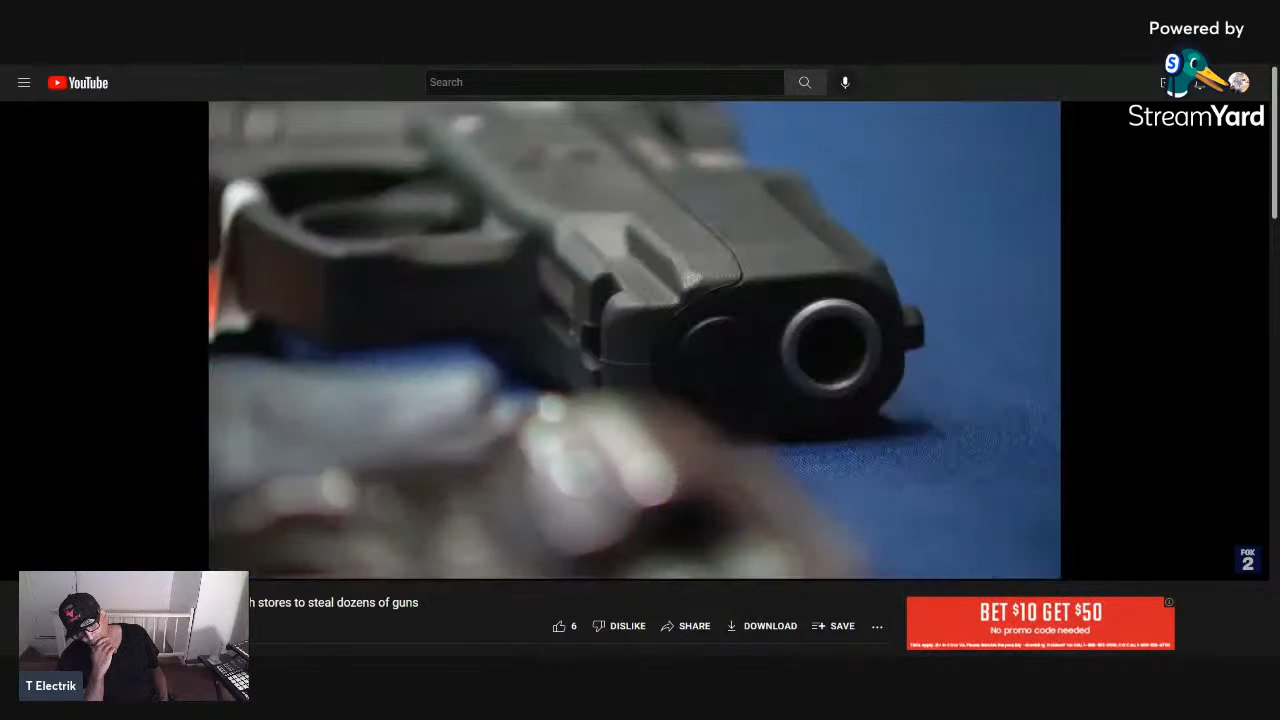 Powered by
YouTube
Search
S
StreamYard
FOX
2
h stores to steal dozens of guns
6
DISLIKE
SHARE
DOWNLOAD
SAVE
BET $10 GET $50
No promo code needed
T Electrik